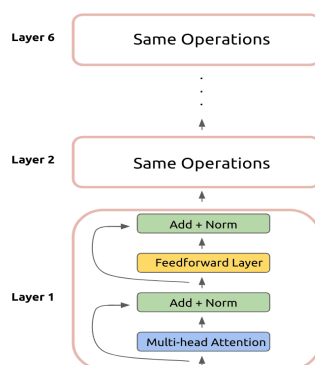 Layer 6
Same Operations
Layer 2
Same Operations
Add + Norm
Feedforward Layer
Layer 1
Add + Norm
Multi-head Attention